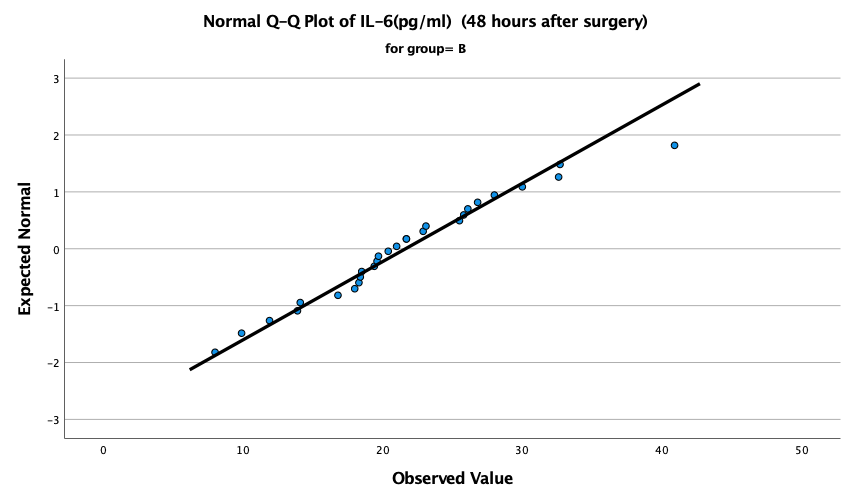 Normal Q-Q Plot of IL-6(pg/ml) (48 hours after surgery)
for group= B
Expected Normal
3
2
1
0
-1
-2
-3
0 10 20 30 40 50
Observed Value